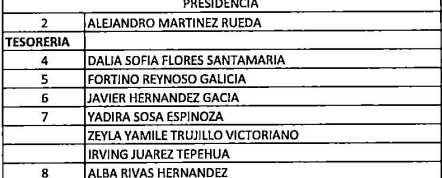 PRESIDENCIA
2 ALEJANDRO MARTINEZ RUEDA
TESORERIA
4 DALIA SOFIA FLORES SANTAMARIA
5 FORTINO REYNOSO GALICIA
6 JAVIER HERNANDEZ GACIA
7 YADIRA SOSA ESPINOZA
ZEYLA YAMILE TRUJILLO VICTORIANO
IRVING JUAREZ TEPEHUA
8 ALBA RIVAS HERNANDEZ